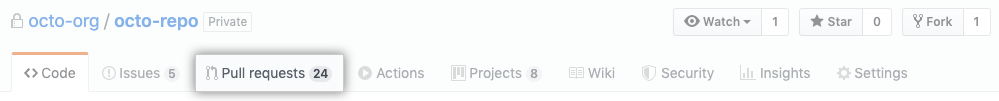 octo-org / octo-repo Private Watch 1 Star 0 Fork 1
Code Issues 5 Pull requests 24 Actions Projects 8 Wiki Security Insights Settings